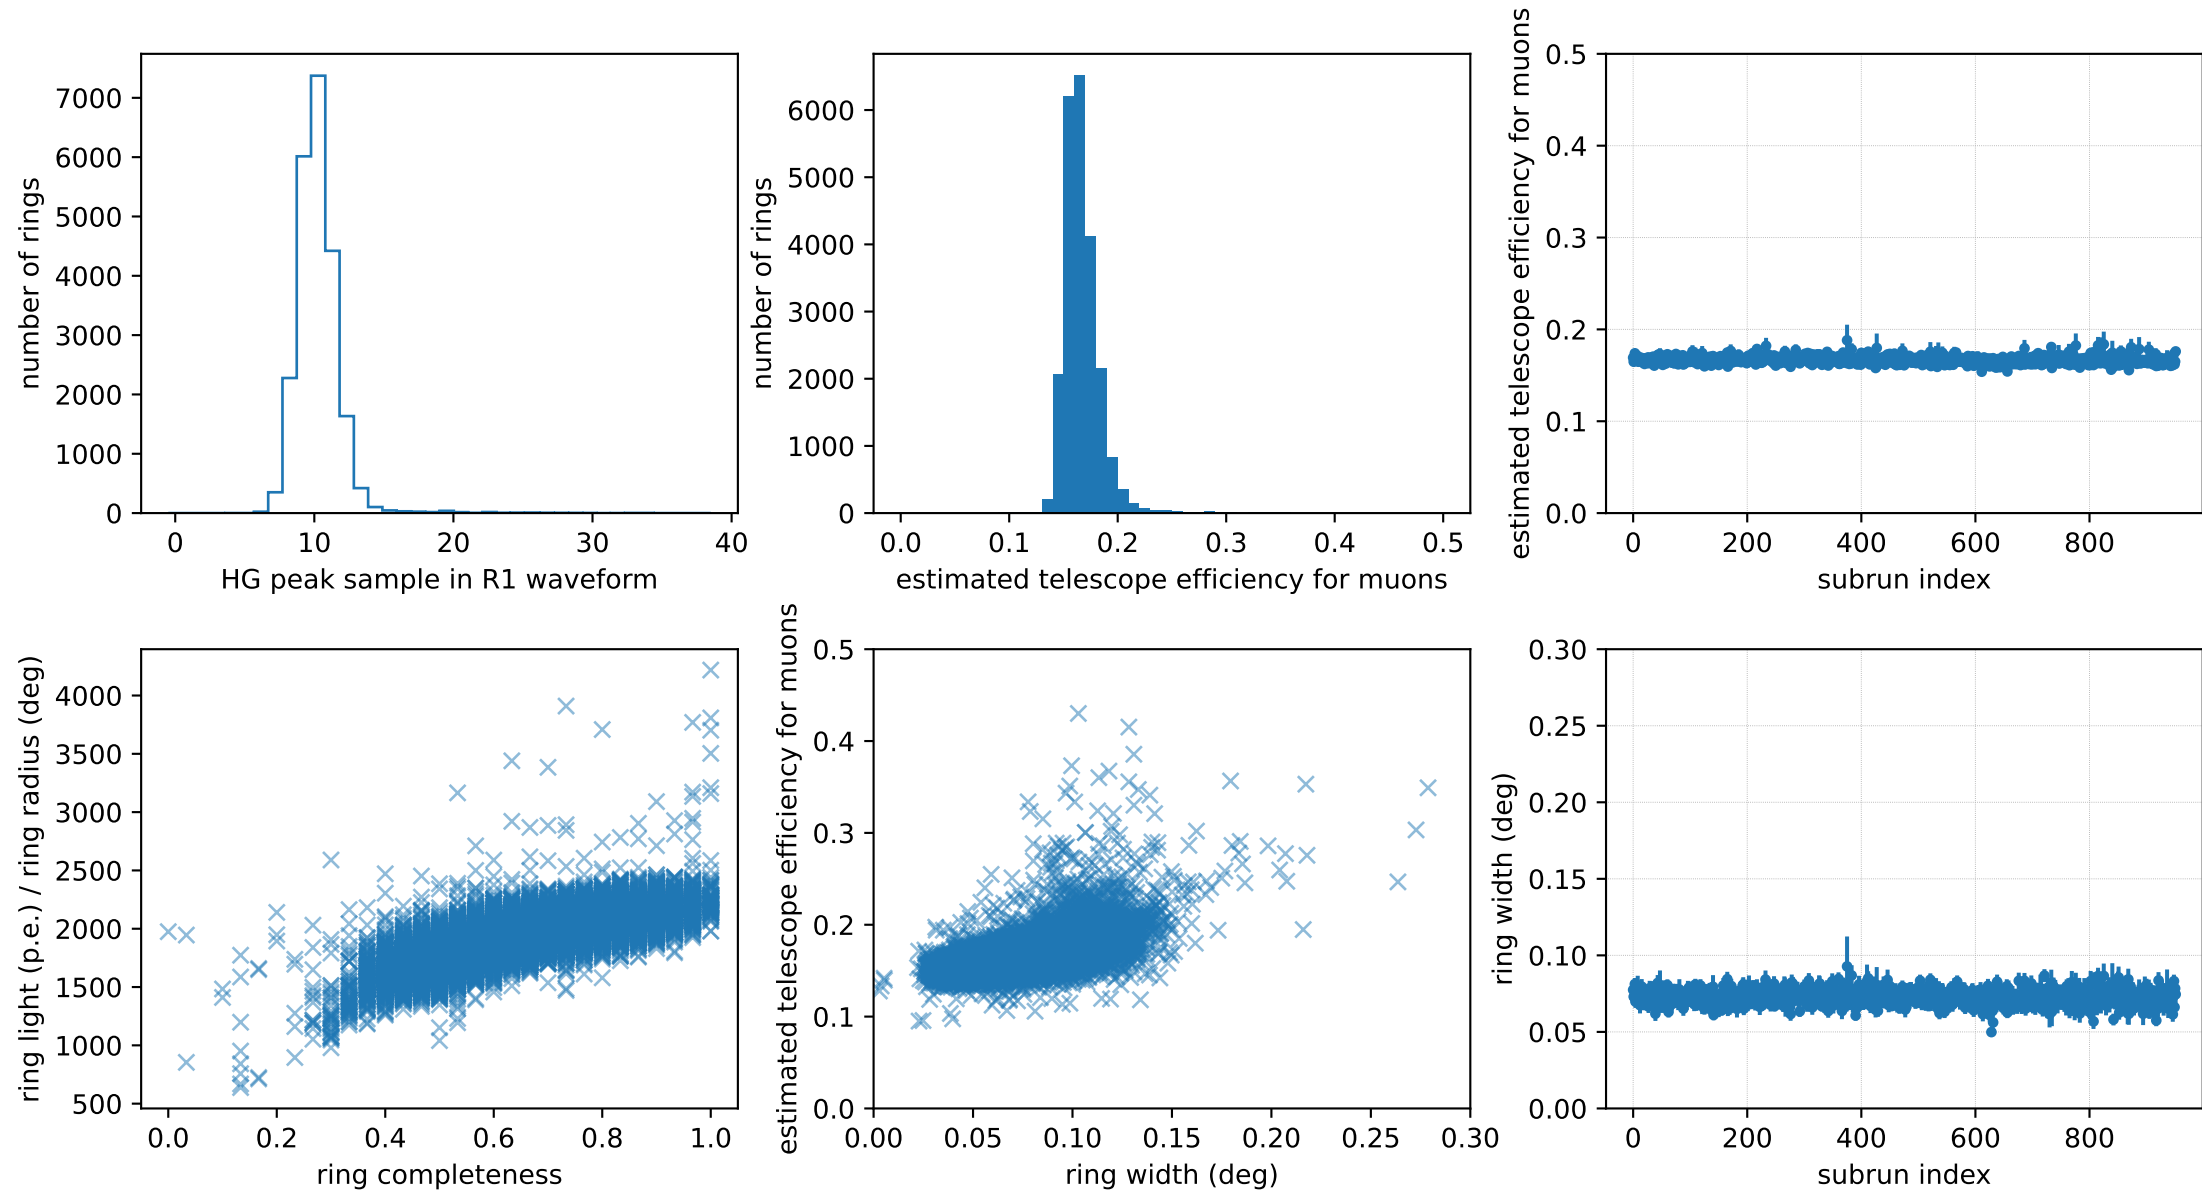 number of rings
7000
6000
5000
4000
3000
2000
1000
0
0 10 20 30 40
HG peak sample in R1 waveform
number of rings
6000
5000
4000
3000
2000
1000
0
0.0 0.1 0.2 0.3 0.4 0.5
estimated telescope efficiency for muons
estimated telescope efficiency for muons
0.5
0.4
0.3
0.2
0.1
0.0
0 200 400 600 800
subrun index
ring light (p.e.) / ring radius (deg)
4000
3500
3000
2500
2000
1500
1000
500
0.0 0.2 0.4 0.6 0.8 1.0
ring completeness
estimated telescope efficiency for muons
0.5
0.4
0.3
0.2
0.1
0.0
0.00 0.05 0.10 0.15 0.20 0.25 0.30
ring width (deg)
ring width (deg)
0.30
0.25
0.20
0.15
0.10
0.05
0.00
0 200 400 600 800
subrun index